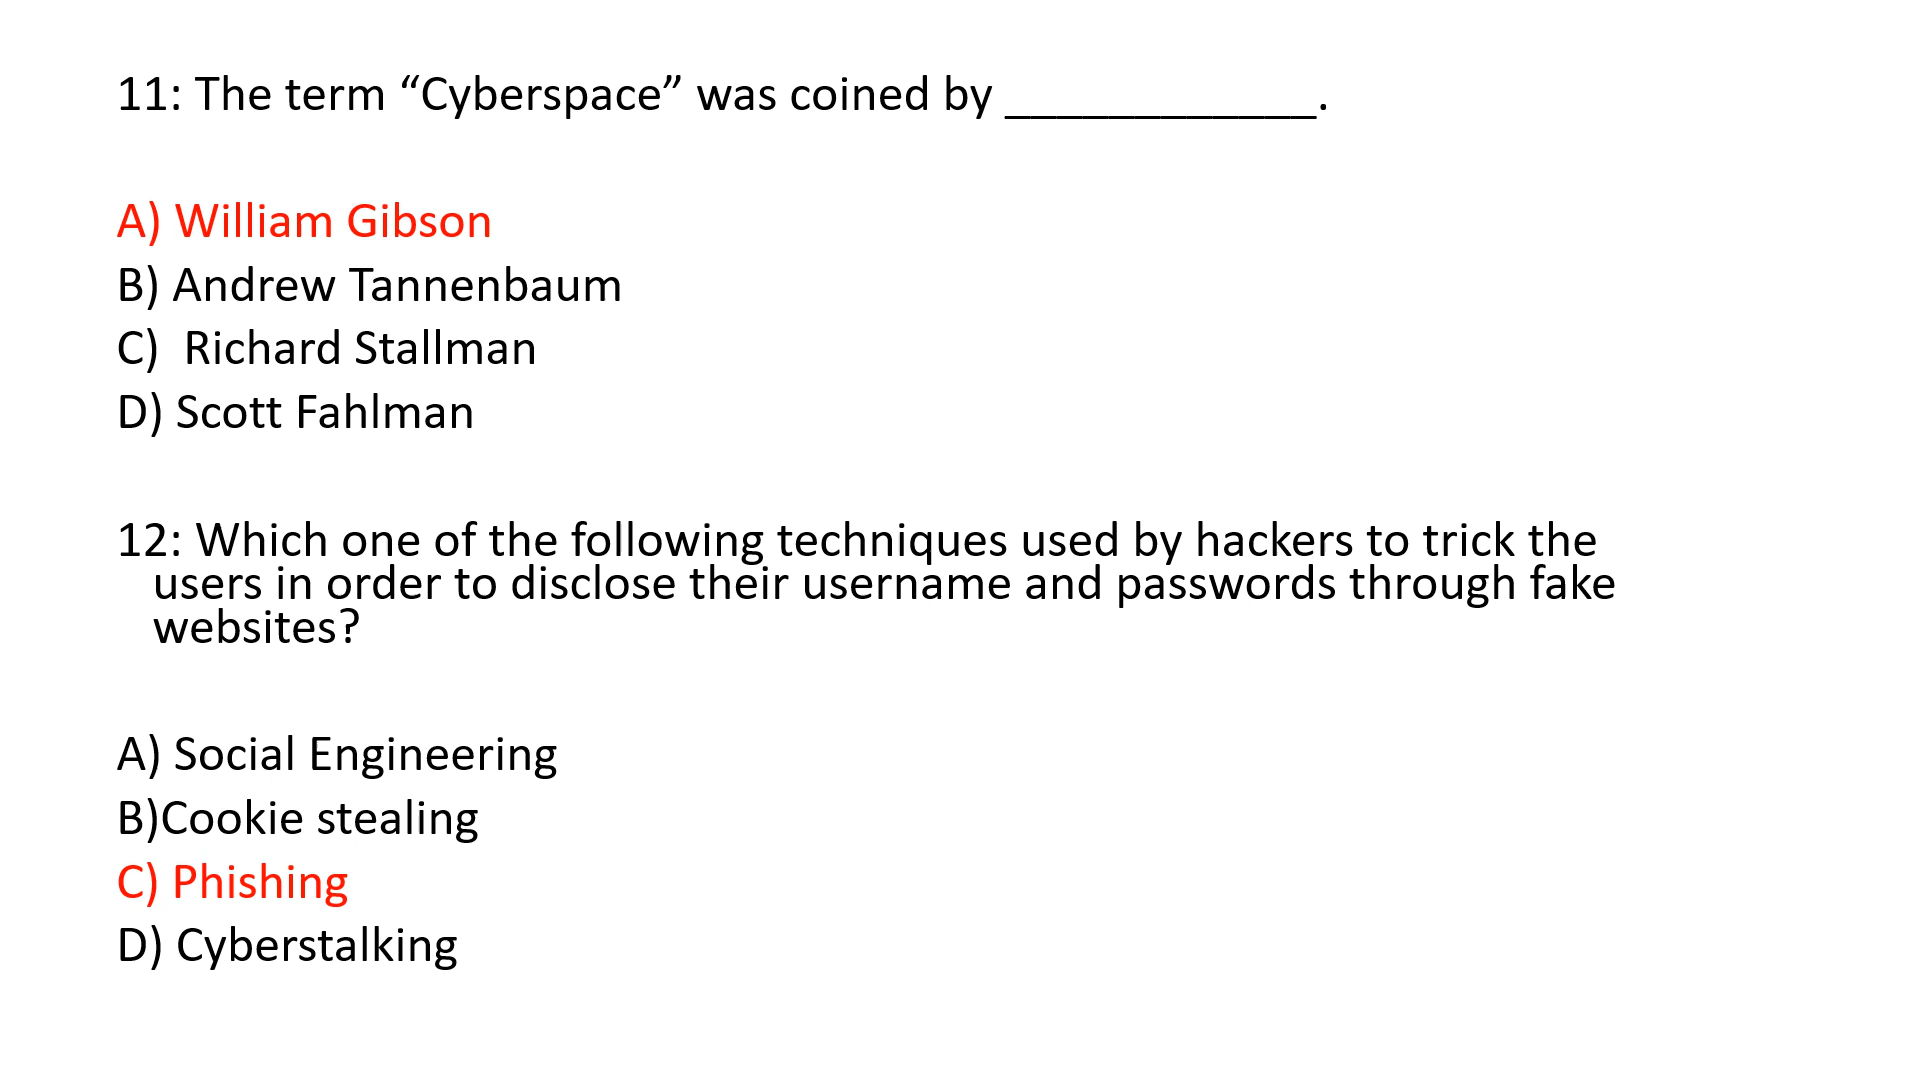 11: The term “Cyberspace” was coined by ____________.
A) William Gibson
B) Andrew Tannenbaum
C)  Richard Stallman
D) Scott Fahlman
12: Which one of the following techniques used by hackers to trick the
users in order to disclose their username and passwords through fake
websites?
A) Social Engineering
B)Cookie stealing
C) Phishing
D) Cyberstalking